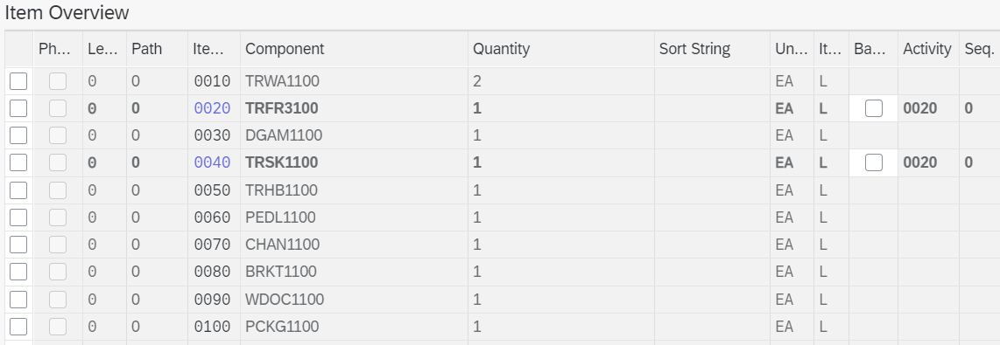 Item Overview
Ph... Le... Path Ite... Component Quantity Sort String Un... It... Ba... Activity Seq.
0 0 0010 TRWA1100 2 EA L
0 0 0020 TRFR3100 1 EA L 0020 0
0 0 0030 DGAM1100 1 EA L
0 0 0040 TRSK1100 1 EA L 0020 0
0 0 0050 TRHB1100 1 EA L
0 0 0060 PEDL1100 1 EA L
0 0 0070 CHAN1100 1 EA L
0 0 0080 BRKT1100 1 EA L
0 0 0090 WDOC1100 1 EA L
0 0 0100 PCKG1100 1 EA L